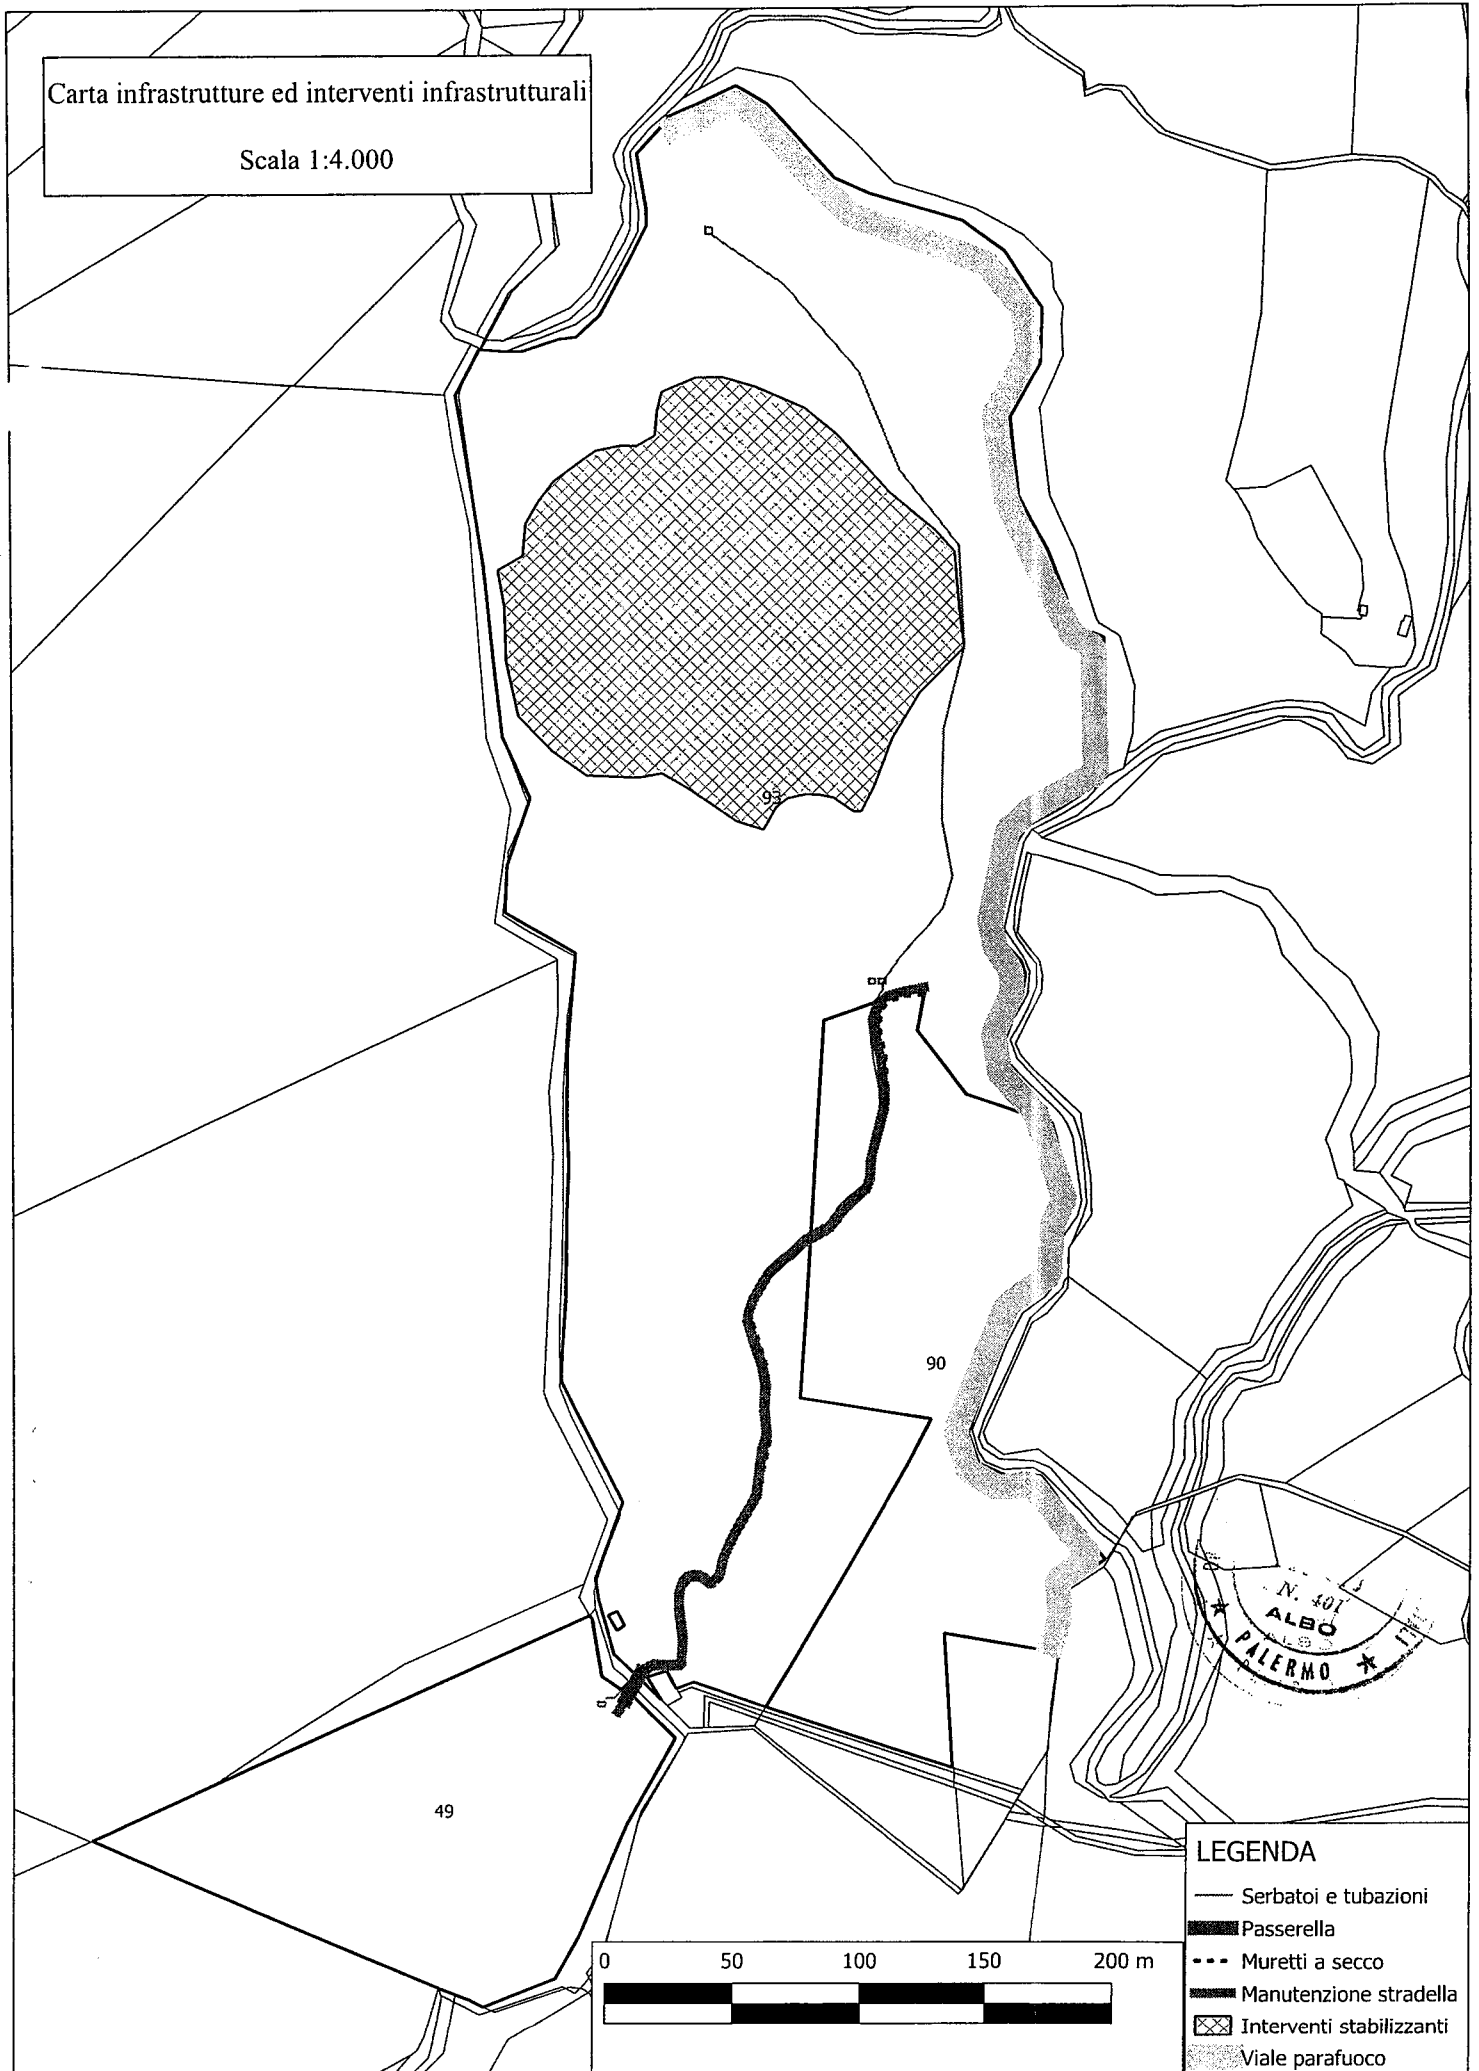 Carta infrastrutture ed interventi infrastrutturali
Scala 1:4.000
93
90
N. 401
ALBO
PALERMO
49
LEGENDA
Serbatoi e tubazioni
Passerella
Muretti a secco
Manutenzione stradella
Interventi stabilizzanti
Viale parafuoco
0 50 100 150 200 m